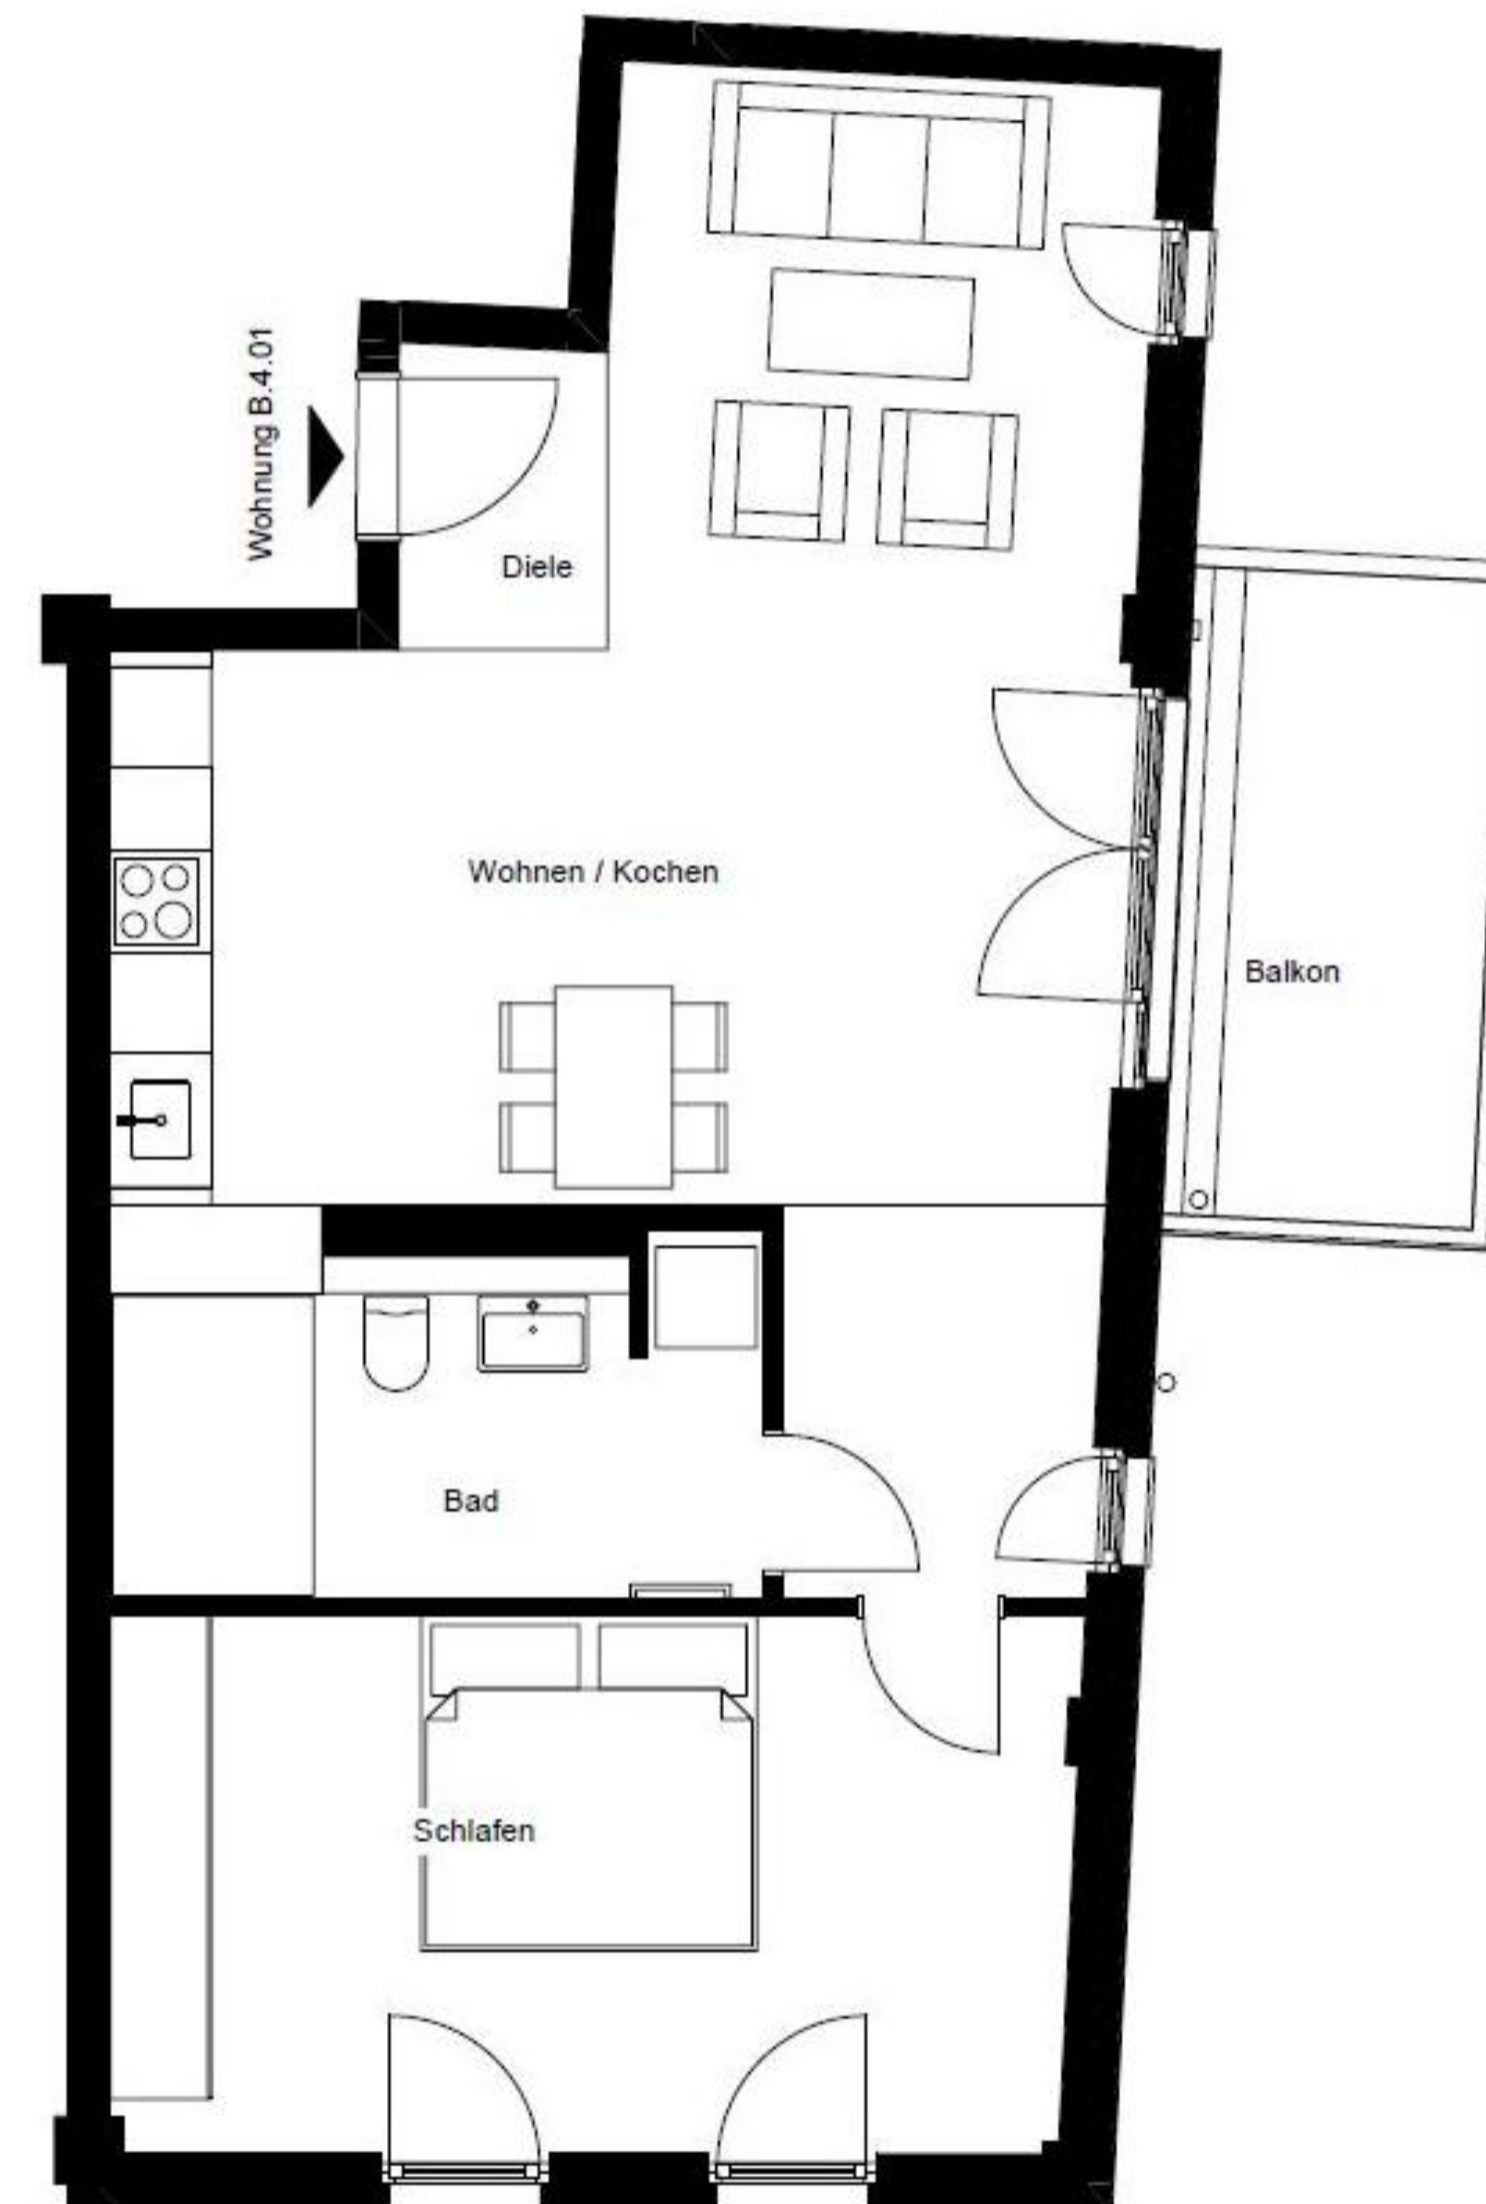 Wohnung B.4.01
Diele
Wohnen / Kochen
Balkon
Bad
Schlafen